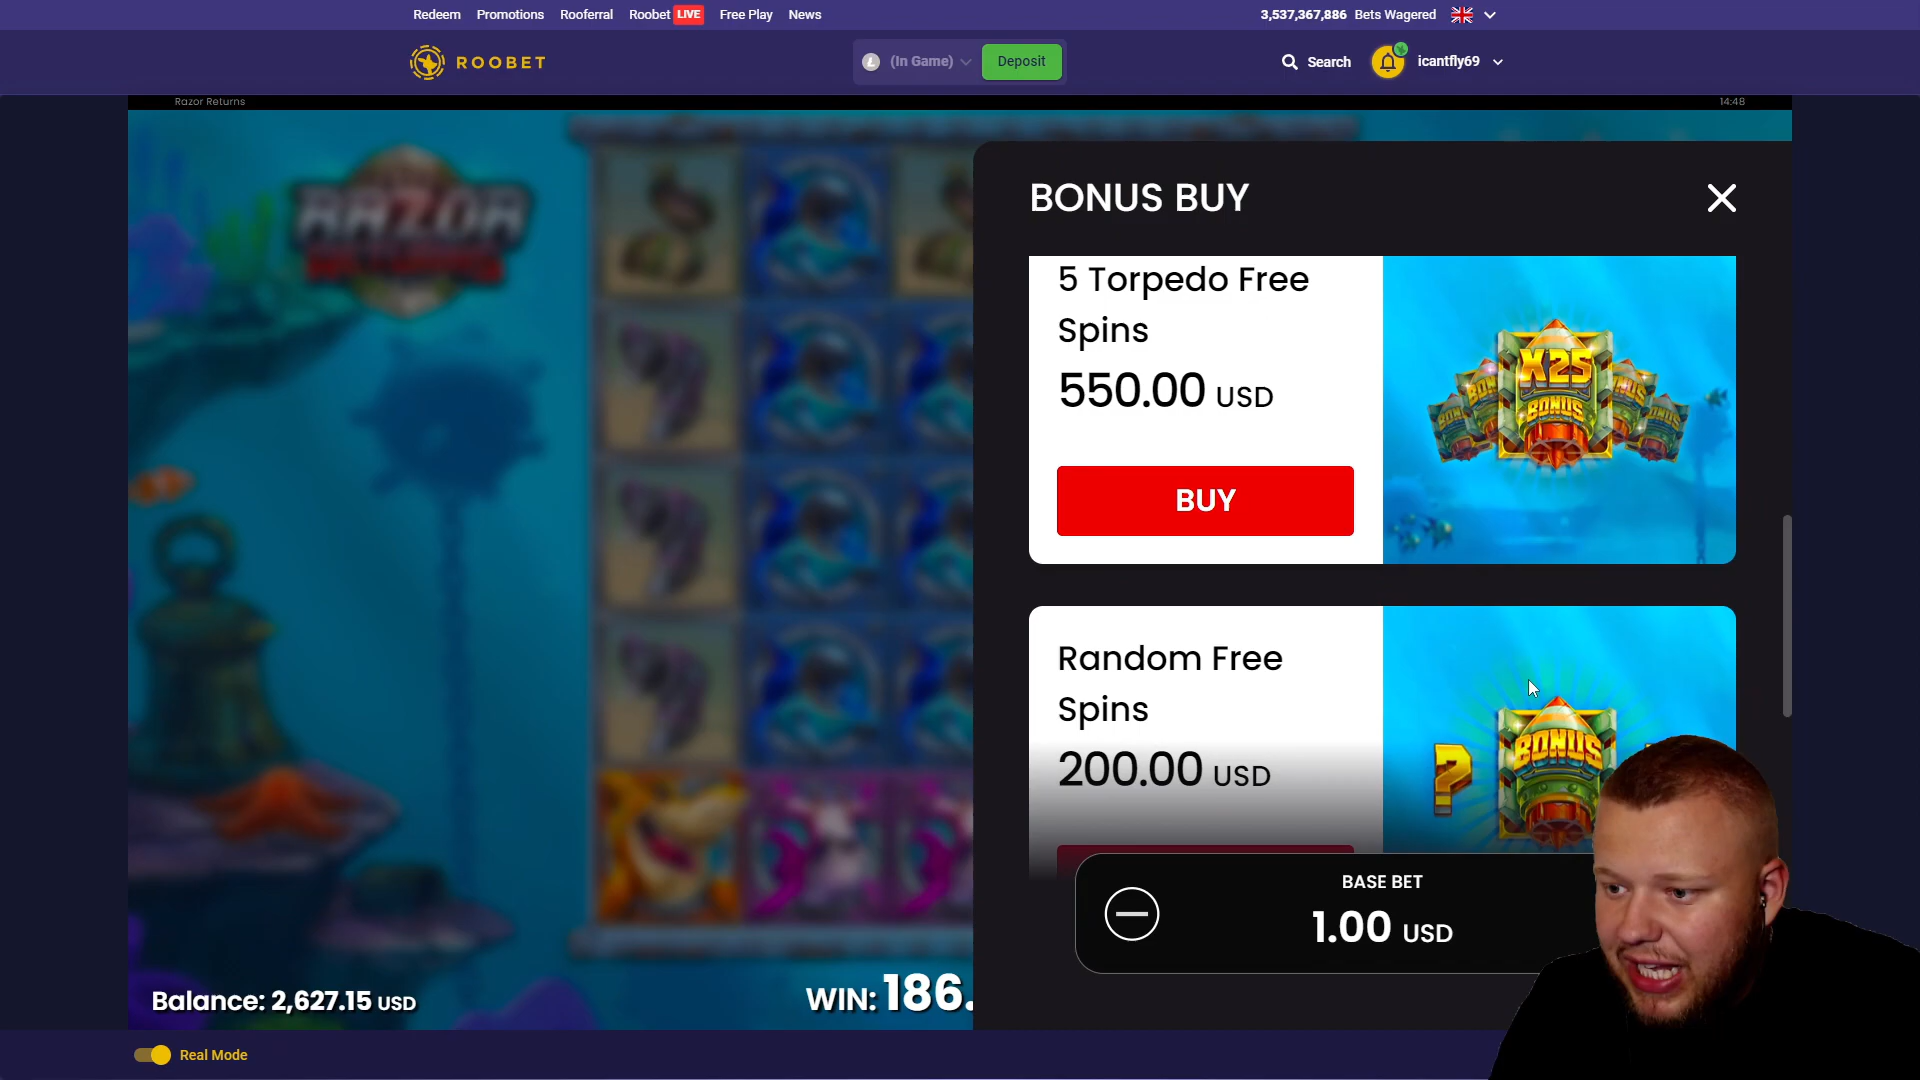 Redeem Promotions Rooferral Roobet LIVE Free Play News
3,537,367,886 Bets Wagered
ROOBET
(In Game)
Deposit
Search
icantfly69
Razor Returns
14:48
RAZOR
BONUS BUY
5 Torpedo Free
Spins
550.00 USD
BUY
X25
BONUS
Random Free
Spins
200.00 USD
?
BONUS
BASE BET
1.00 USD
Balance: 2,627.15 USD
WIN: 186.
Real Mode